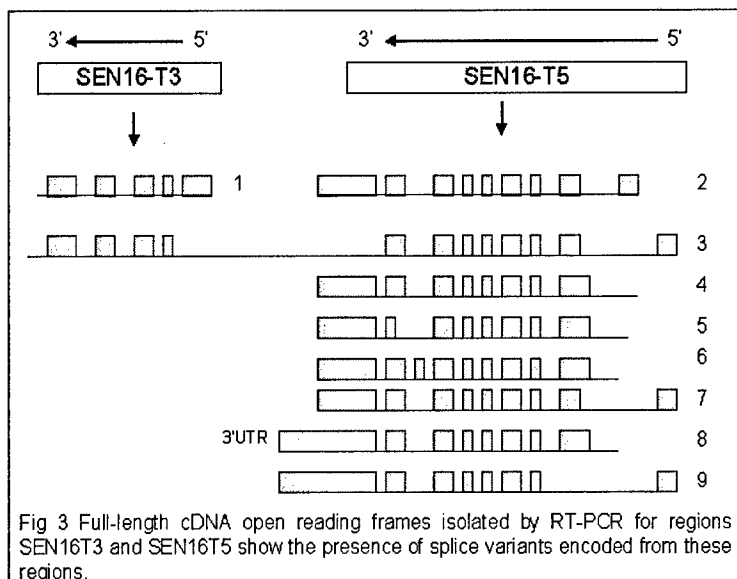 3' 5' 3' 5'
SEN16-T3 SEN16-T5
1 2
3
4
5
6
7
3'UTR 8
9
Fig 3 Full-length cDNA open reading frames isolated by RT-PCR for regions
SEN16T3 and SEN16T5 show the presence of splice variants encoded from these
regions.